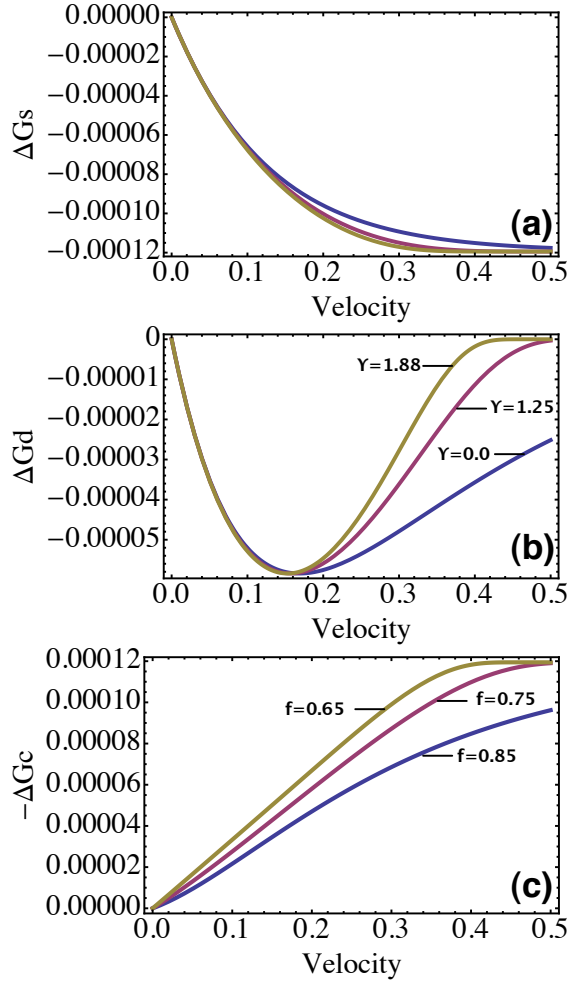 0.00000
−0.00002
−0.00004
−0.00006
−0.00008
−0.00010
−0.00012
ΔGs
(a)
0.0 0.1 0.2 0.3 0.4 0.5
Velocity
0
−0.00001
−0.00002
−0.00003
−0.00004
−0.00005
ΔGd
Y=1.88
Y=1.25
Y=0.0
(b)
0.0 0.1 0.2 0.3 0.4 0.5
Velocity
0.00012
0.00010
0.00008
0.00006
0.00004
0.00002
0.00000
−ΔGc
f=0.65
f=0.75
f=0.85
(c)
0.0 0.1 0.2 0.3 0.4 0.5
Velocity